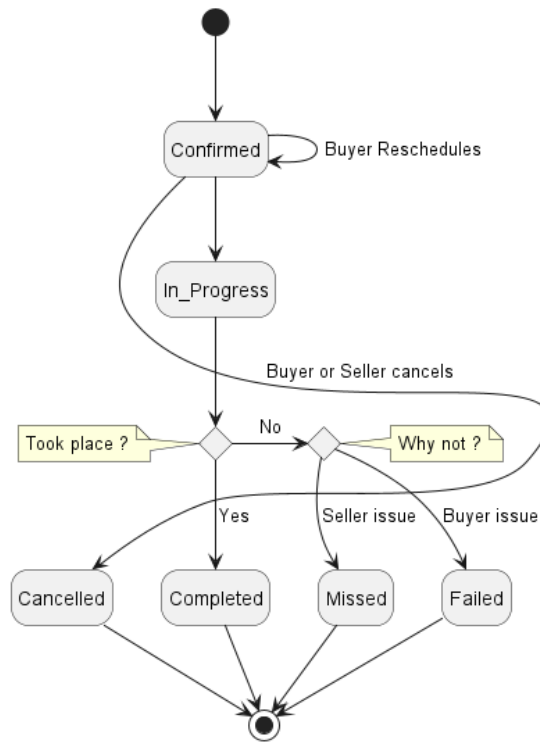 Confirmed
Buyer Reschedules
In_Progress
Buyer or Seller cancels
Took place ?
No
Why not ?
Yes
Seller issue
Buyer issue
Cancelled
Completed
Missed
Failed